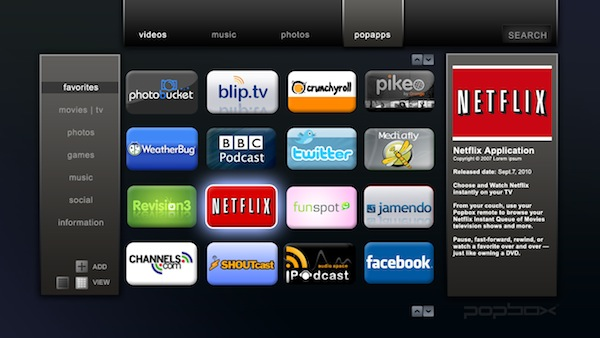 videos
music
photos
popapps
SEARCH
favorites
movies | tv
photos
games
music
social
information
ADD
VIEW
photobucket
blip.tv
crunchyroll
pikeo
by orange
WeatherBug
BBC
Podcast
twitter
Mediafly
Revision3
NETFLIX
funspot
jamendo
CHANNELS
.com
SHOUTcast
audio space
iPodcast
facebook
NETFLIX
Netflix Application
Copyright © 2007 Lorem ipsum
Released date: Sept.7, 2010
Choose and Watch Netflix
instantly on your TV
From your couch, use your
Popbox remote to browse your
Netflix Instant Queue of Movies
television shows and more.
Pause, fast-forward, rewind, or
watch a favorite over and over —
just like owning a DVD.
popbox